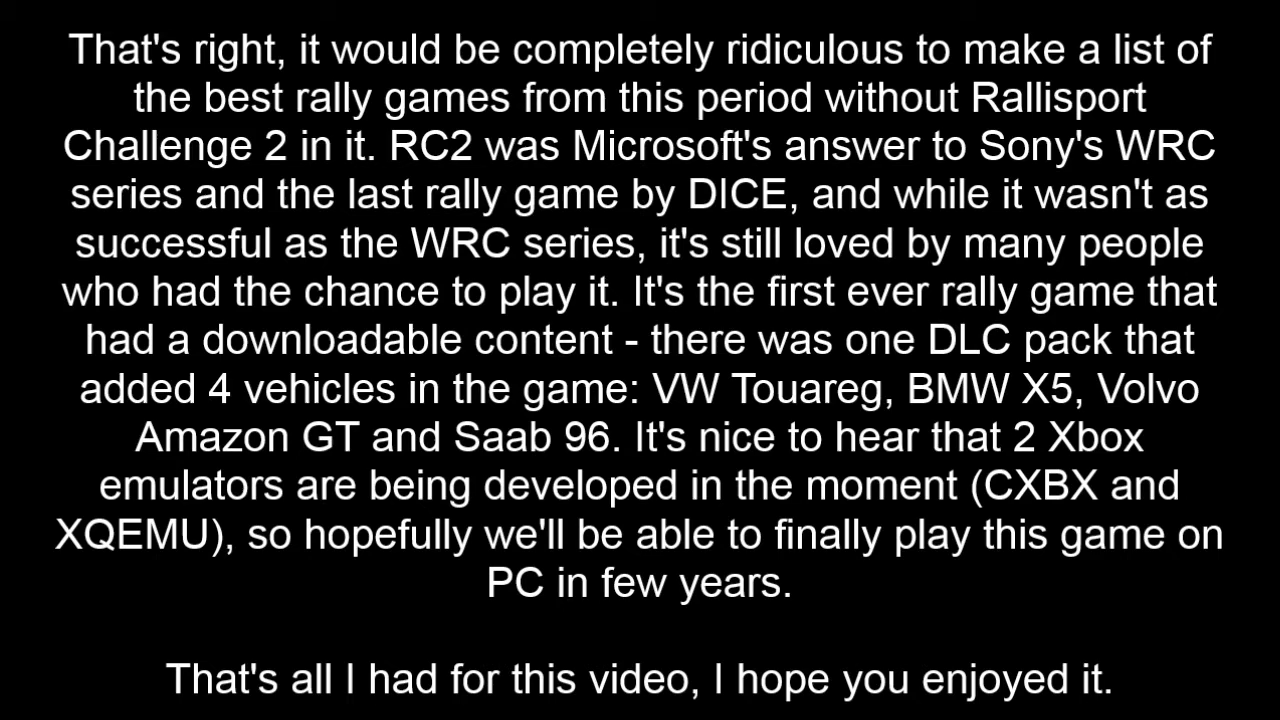 That's right, it would be completely ridiculous to make a list of
the best rally games from this period without Rallisport
Challenge 2 in it. RC2 was Microsoft's answer to Sony's WRC
series and the last rally game by DICE, and while it wasn't as
successful as the WRC series, it's still loved by many people
who had the chance to play it. It's the first ever rally game that
had a downloadable content - there was one DLC pack that
added 4 vehicles in the game: VW Touareg, BMW X5, Volvo
Amazon GT and Saab 96. It's nice to hear that 2 Xbox
emulators are being developed in the moment (CXBX and
XQEMU), so hopefully we'll be able to finally play this game on
PC in few years.
That's all I had for this video, I hope you enjoyed it.